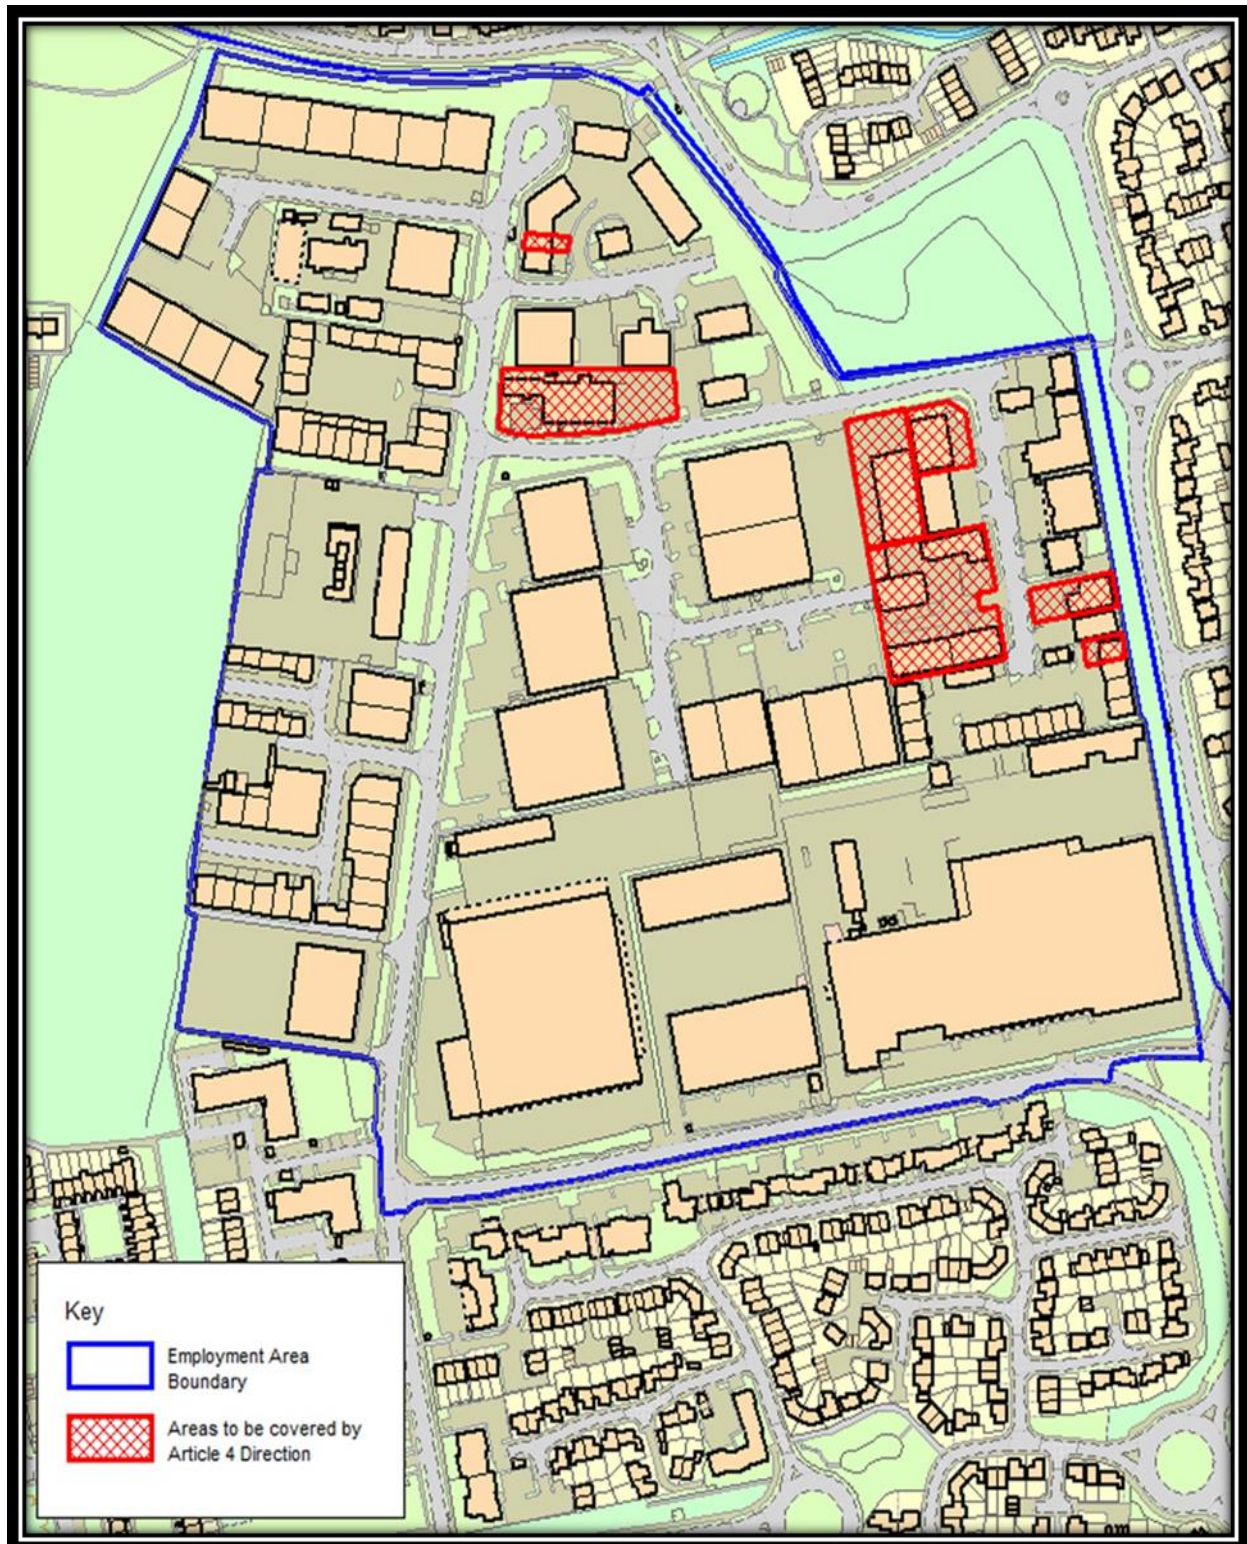 Key
Employment Area
Boundary
Areas to be covered by
Article 4 Direction